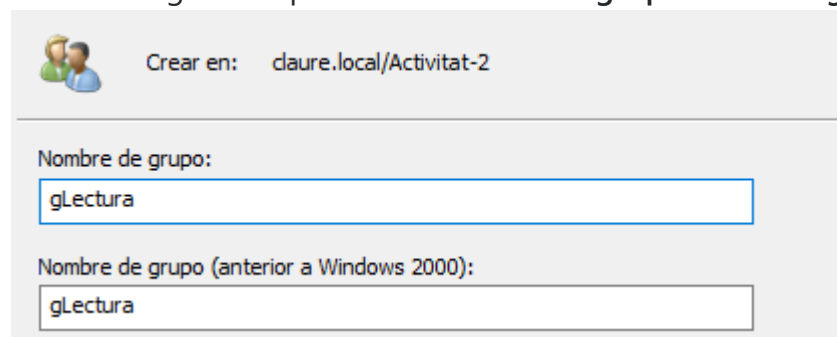 Crear en: claure.local/Activitat-2
Nombre de grupo:
gLectura
Nombre de grupo (anterior a Windows 2000):
gLectura